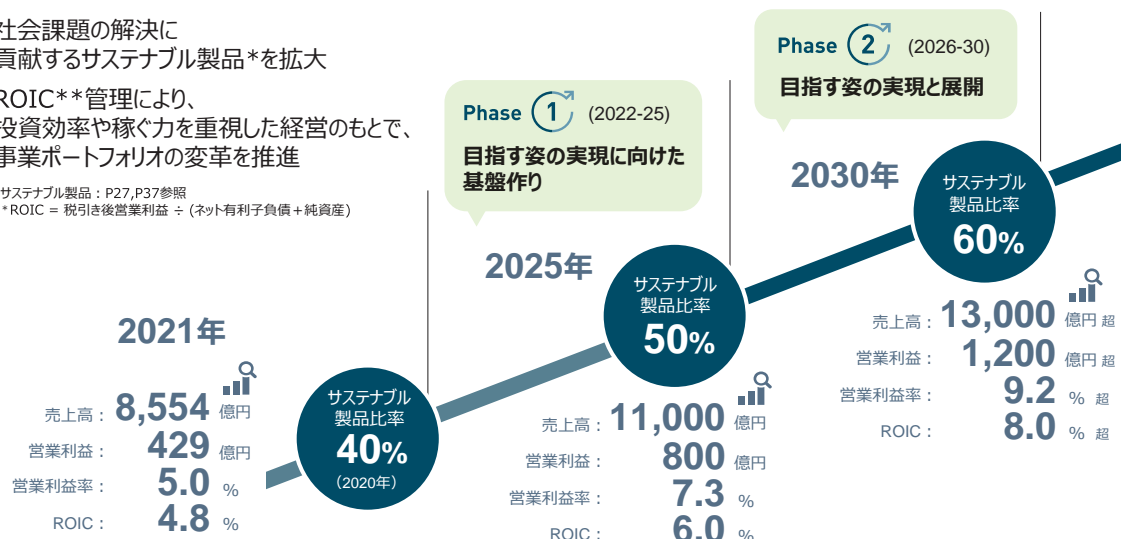 社会課題の解決に
貢献するサステナブル製品*を拡大
ROIC**管理により、
投資効率や稼ぐ力を重視した経営のもとで、
事業ポートフォリオの変革を推進
サステナブル製品：P27,P37参照
*ROIC = 税引き後営業利益 ÷ (ネット有利子負債+純資産)
Phase 1 (2022-25)
目指す姿の実現に向けた
基盤作り
Phase 2 (2026-30)
目指す姿の実現と展開
2021年
売上高： 8,554 億円
営業利益： 429 億円
営業利益率： 5.0 %
ROIC： 4.8 %
サステナブル
製品比率
40%
(2020年)
2025年
サステナブル
製品比率
50%
売上高： 11,000 億円
営業利益： 800 億円
営業利益率： 7.3 %
ROIC： 6.0 %
2030年
サステナブル
製品比率
60%
売上高： 13,000 億円 超
営業利益： 1,200 億円 超
営業利益率： 9.2 % 超
ROIC： 8.0 % 超